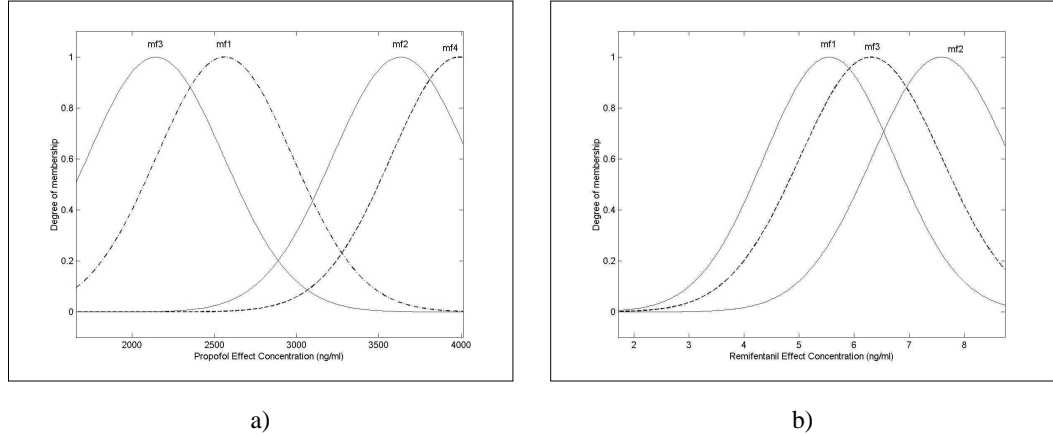 mf3 mf1 mf2 mf4
1
0.8
0.6
0.4
0.2
0
Degree of membership
2000 2500 3000 3500 4000
Propofol Effect Concentration (ng/ml)
a)
mf1 mf3 mf2
1
0.8
0.6
0.4
0.2
0
Degree of membership
2 3 4 5 6 7 8
Remifentanil Effect Concentration (ng/ml)
b)